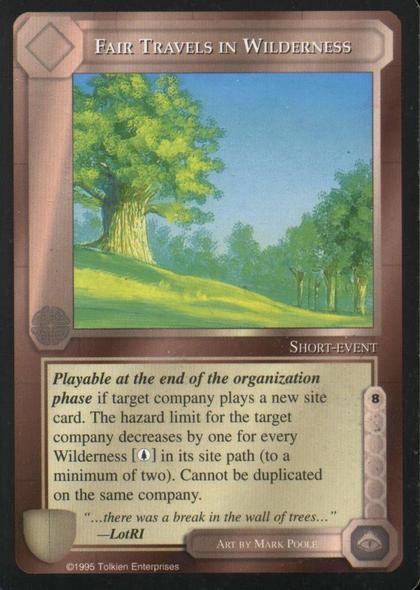 FAIR TRAVELS IN WILDERNESS
SHORT-EVENT
Playable at the end of the organization
phase if target company plays a new site
card. The hazard limit for the target
company decreases by one for every
Wilderness [] in its site path (to a
minimum of two). Cannot be duplicated
on the same company.
8
"...there was a break in the wall of trees..."
—LotRI
ART BY MARK POOLE
©1995 Tolkien Enterprises